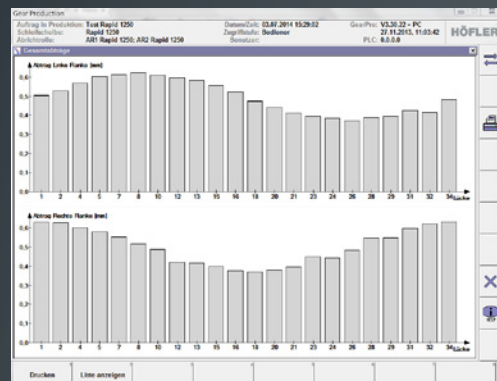 Gear Production
Auftrag in Produktion: Test Rapid 1250
Schleifscheibe: Rapid 1250
Abrichtrolle: AR1 Rapid 1250; AR2 Rapid 1250
Datum/Zeit: 03.07.2014 15:29:02
Zugriffstufe: Bediener
Benutzer:
GearPro: V3.30.22 - PC
27.11.2013, 11:03:42
PLC: 0.0.0.0
HÖFLER
Gesamtabträge
Abtrag Linke Flanke [mm]
0,6
0,5
0,4
0,3
0,2
0,1
0,0
1 2 4 5 7 8 10 12 13 15 16 18 20 21 23 24 26 28 29 31 32 34 Lücke
Abtrag Rechte Flanke [mm]
0,6
0,5
0,4
0,3
0,2
0,1
0,0
1 2 4 5 7 8 10 12 13 15 16 18 20 21 23 24 26 28 29 31 32 34 Lücke
Drucken Linie anzeigen